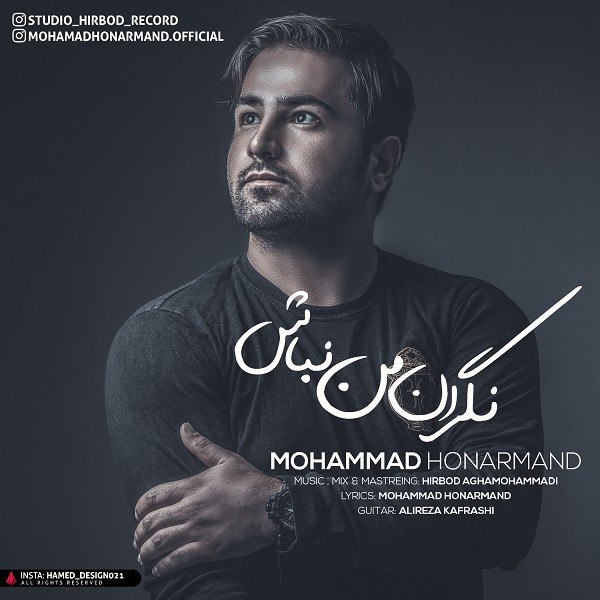 STUDIO_HIRBOD_RECORD
MOHAMADHONARMAND.OFFICIAL
نگران من نباش
MOHAMMAD HONARMAND
MUSIC , MIX & MASTREING: HIRBOD AGHAMOHAMMADI
LYRICS: MOHAMMAD HONARMAND
GUITAR: ALIREZA KAFRASHI
INSTA: HAMED_DESIGN021
ALL RIGHTS RESERVED